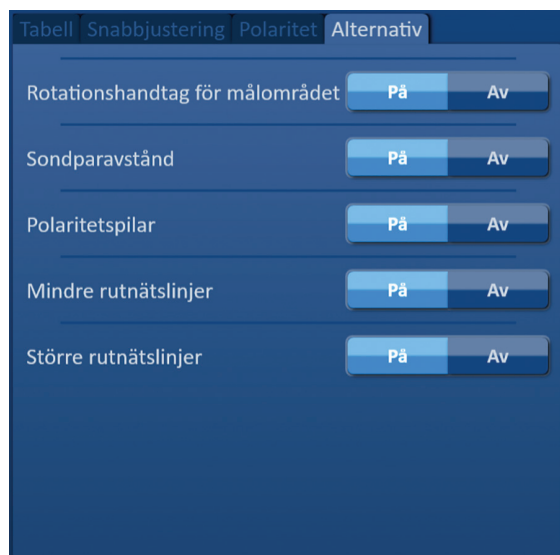 Tabell Snabbjustering Polaritet Alternativ
Rotationshandtag för målområdet På Av
Sondparavstånd På Av
Polaritetspilar På Av
Mindre rutnätslinjer På Av
Större rutnätslinjer På Av